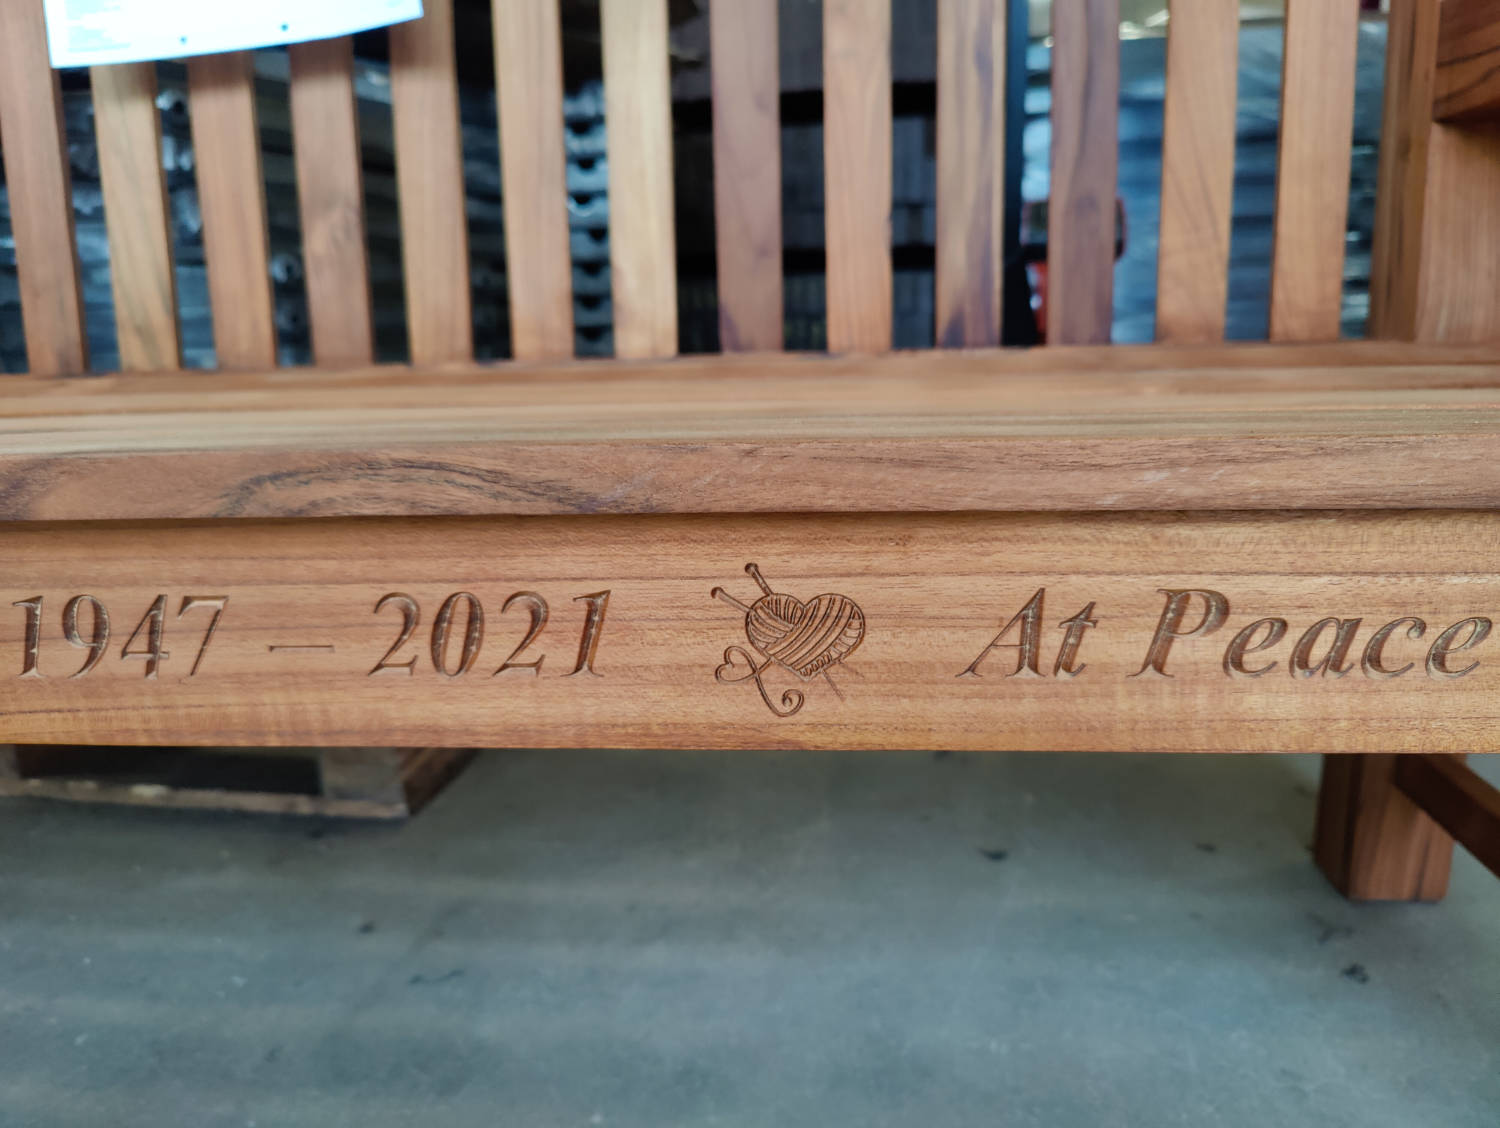 1947 – 2021 At Peace